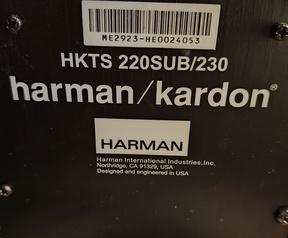 ME2923-HE0024053
HKTS 220SUB/230
harman/kardon®
HARMAN
Harman International Industries,Inc.
Northridge, CA 91329, USA
Designed and engineered in USA